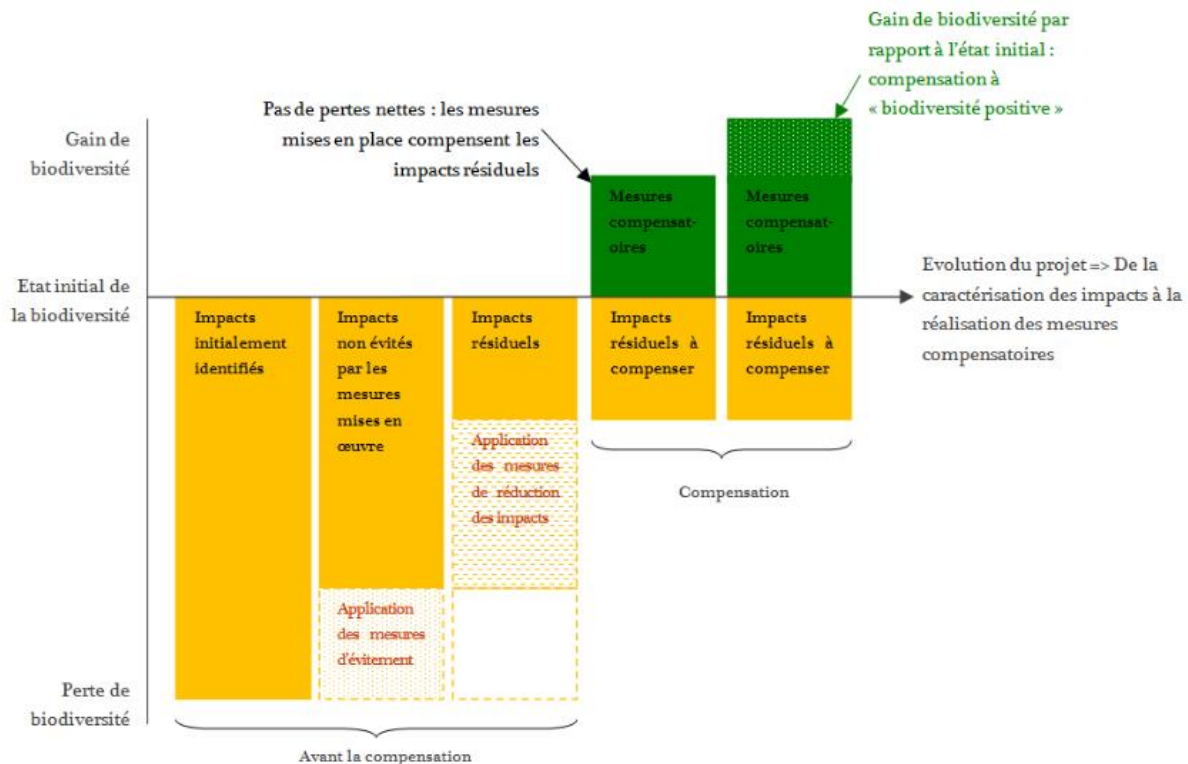 Gain de biodiversité par
rapport à l'état initial :
compensation à
« biodiversité positive »
Pas de pertes nettes : les mesures
mises en place compensent les
impacts résiduels
Gain de
biodiversité
Mesures
compensat-
oires
Mesures
compensat-
oires
Etat initial de
la biodiversité
Evolution du projet => De la
caractérisation des impacts à la
réalisation des mesures
compensatoires
Impacts
initialement
identifiés
Impacts
non évités
par les
mesures
mises en
œuvre
Impacts
résiduels
Impacts
résiduels à
compenser
Impacts
résiduels à
compenser
Application
des mesures
de réduction
des impacts
Compensation
Application
des mesures
d'évitement
Perte de
biodiversité
Avant la compensation